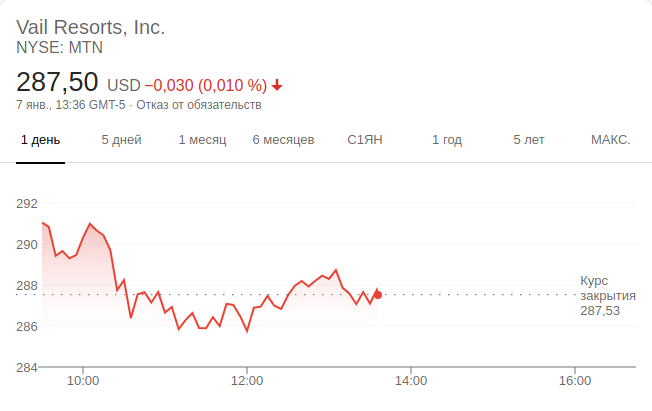 Vail Resorts, Inc.
NYSE: MTN
287,50 USD −0,030 (0,010 %)
7 янв., 13:36 GMT-5 · Отказ от обязательств
1 день 5 дней 1 месяц 6 месяцев С1ЯН 1 год 5 лет МАКС.
292
290
288
286
284
Курс
закрытия
287,53
10:00 12:00 14:00 16:00